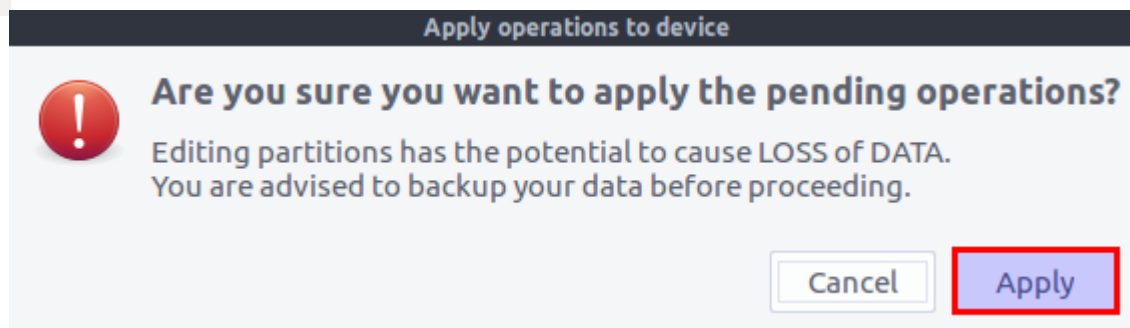 Apply operations to device
Are you sure you want to apply the pending operations?
Editing partitions has the potential to cause LOSS of DATA.
You are advised to backup your data before proceeding.
Cancel Apply